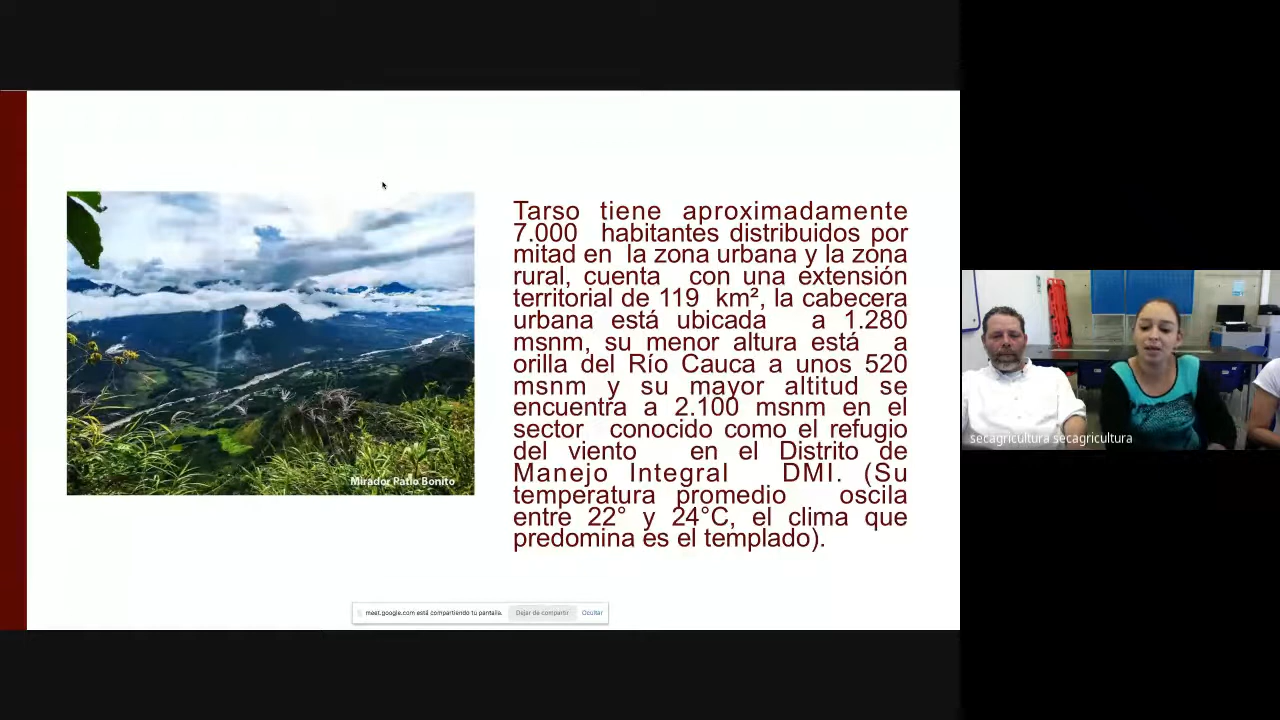 Tarso tiene aproximadamente
7.000 habitantes distribuidos por
mitad en la zona urbana y la zona
rural, cuenta con una extensión
territorial de 119 km², la cabecera
urbana está ubicada a 1.280
msnm, su menor altura está a
orilla del Río Cauca a unos 520
msnm y su mayor altitud se
encuentra a 2.100 msnm en el
sector conocido como el refugio
del viento en el Distrito de
Manejo Integral DMI. (Su
temperatura promedio oscila
entre 22° y 24°C, el clima que
predomina es el templado).
Mirador Patio Bonito
meet.google.com está compartiendo tu pantalla. Dejar de compartir Ocultar
secagricultura secagricultura